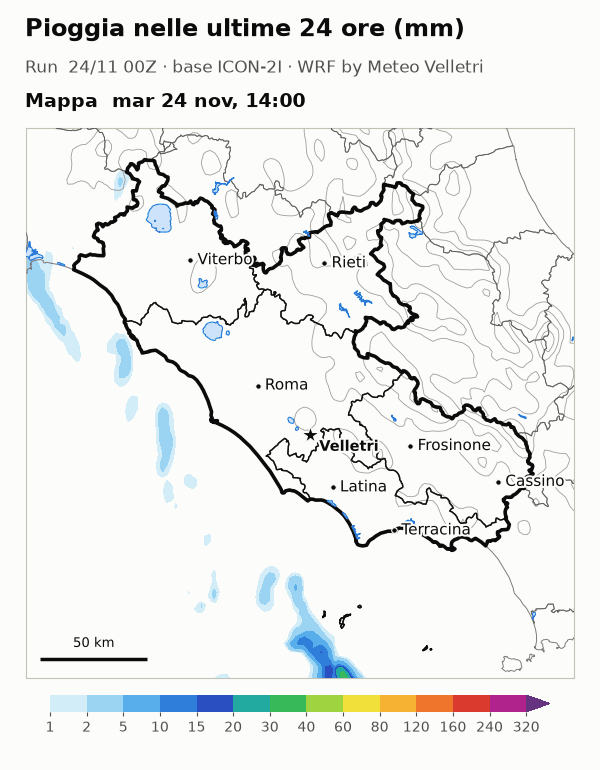 Pioggia nelle ultime 24 ore (mm)
Run 24/11 00Z · base ICON-2I · WRF by Meteo Velletri
Mappa mar 24 nov, 14:00
Viterbo
Rieti
Roma
Velletri
Frosinone
Latina
Cassino
Terracina
50 km
1 2 5 10 15 20 30 40 60 80 120 160 240 320